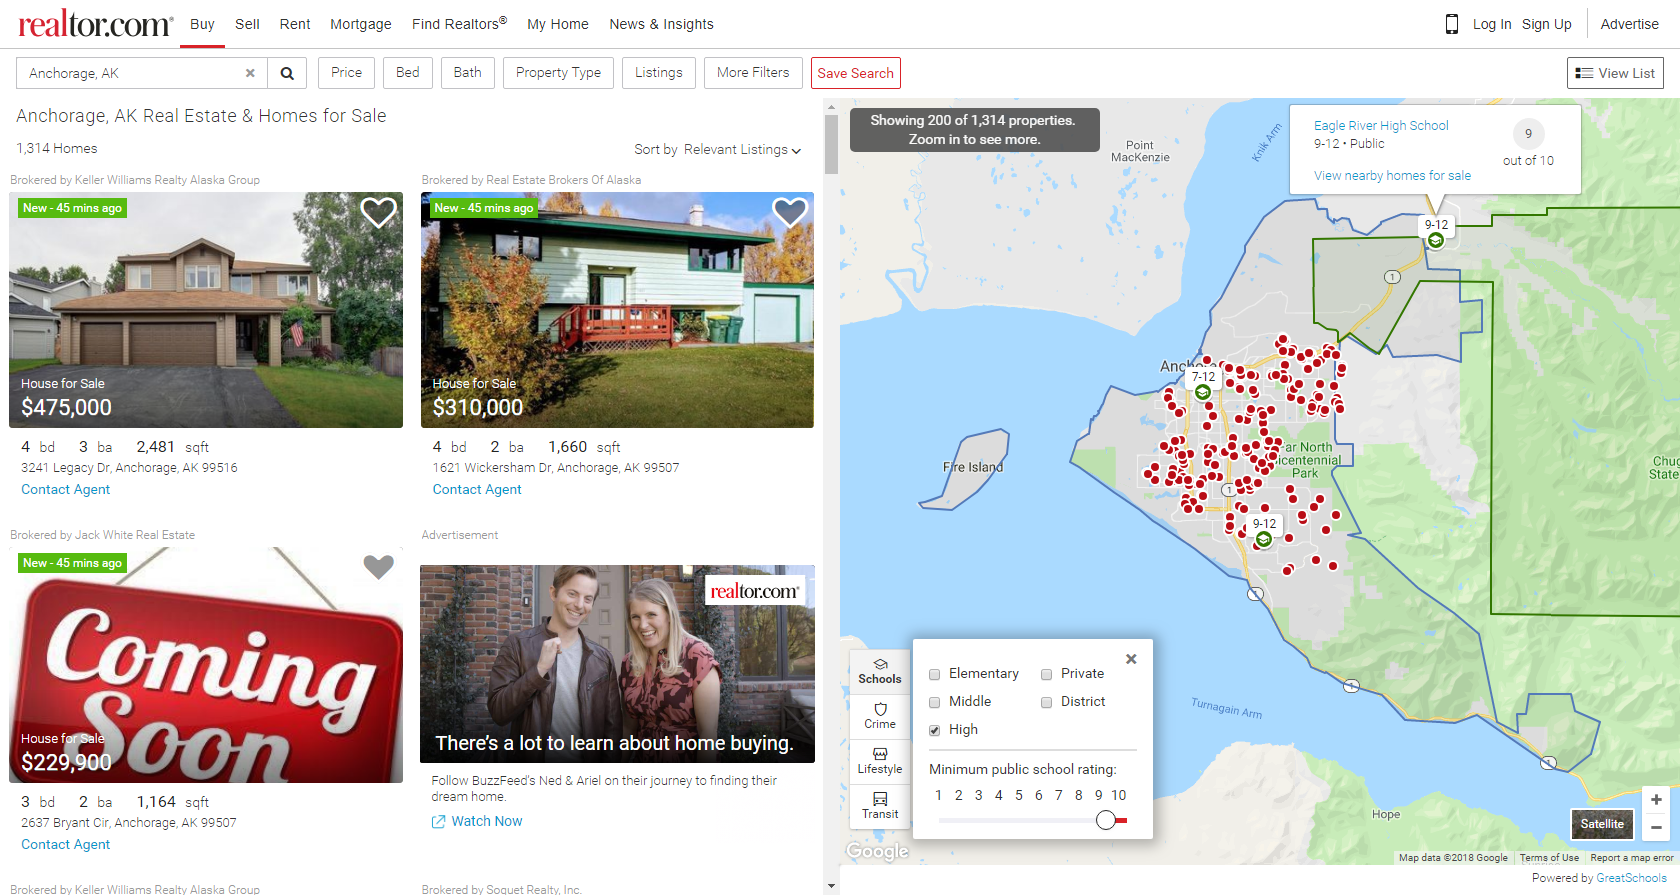 realtor.com®
Buy
Sell
Rent
Mortgage
Find Realtors®
My Home
News & Insights
Log In
Sign Up
Advertise
Anchorage, AK
Price
Bed
Bath
Property Type
Listings
More Filters
Save Search
View List
Anchorage, AK Real Estate & Homes for Sale
1,314 Homes
Sort by Relevant Listings
Brokered by Keller Williams Realty Alaska Group
New - 45 mins ago
House for Sale
$475,000
4 bd 3 ba 2,481 sqft
3241 Legacy Dr, Anchorage, AK 99516
Contact Agent
Brokered by Real Estate Brokers Of Alaska
New - 45 mins ago
House for Sale
$310,000
4 bd 2 ba 1,660 sqft
1621 Wickersham Dr, Anchorage, AK 99507
Contact Agent
Brokered by Jack White Real Estate
New - 45 mins ago
Coming
Soon
House for Sale
$229,900
3 bd 2 ba 1,164 sqft
2637 Bryant Cir, Anchorage, AK 99507
Contact Agent
Advertisement
realtor.com®
There's a lot to learn about home buying.
Follow BuzzFeed's Ned & Ariel on their journey to finding their
dream home.
Watch Now
Brokered by Keller Williams Realty Alaska Group
Brokered by Soquet Realty, Inc.
Showing 200 of 1,314 properties.
Zoom in to see more.
Point
MacKenzie
Knik Arm
Eagle River High School
9-12 • Public
View nearby homes for sale
9
out of 10
9-12
1
Ancho
7-12
Fire Island
ar North
icentennial
Park
1
9-12
1
Chug
State
Turnagain Arm
1
1
Hope
Schools
Crime
Lifestyle
Transit
Elementary
Private
Middle
District
High
Minimum public school rating:
1 2 3 4 5 6 7 8 9 10
Satellite
Google
Map data ©2018 Google
Terms of Use
Report a map error
Powered by GreatSchools